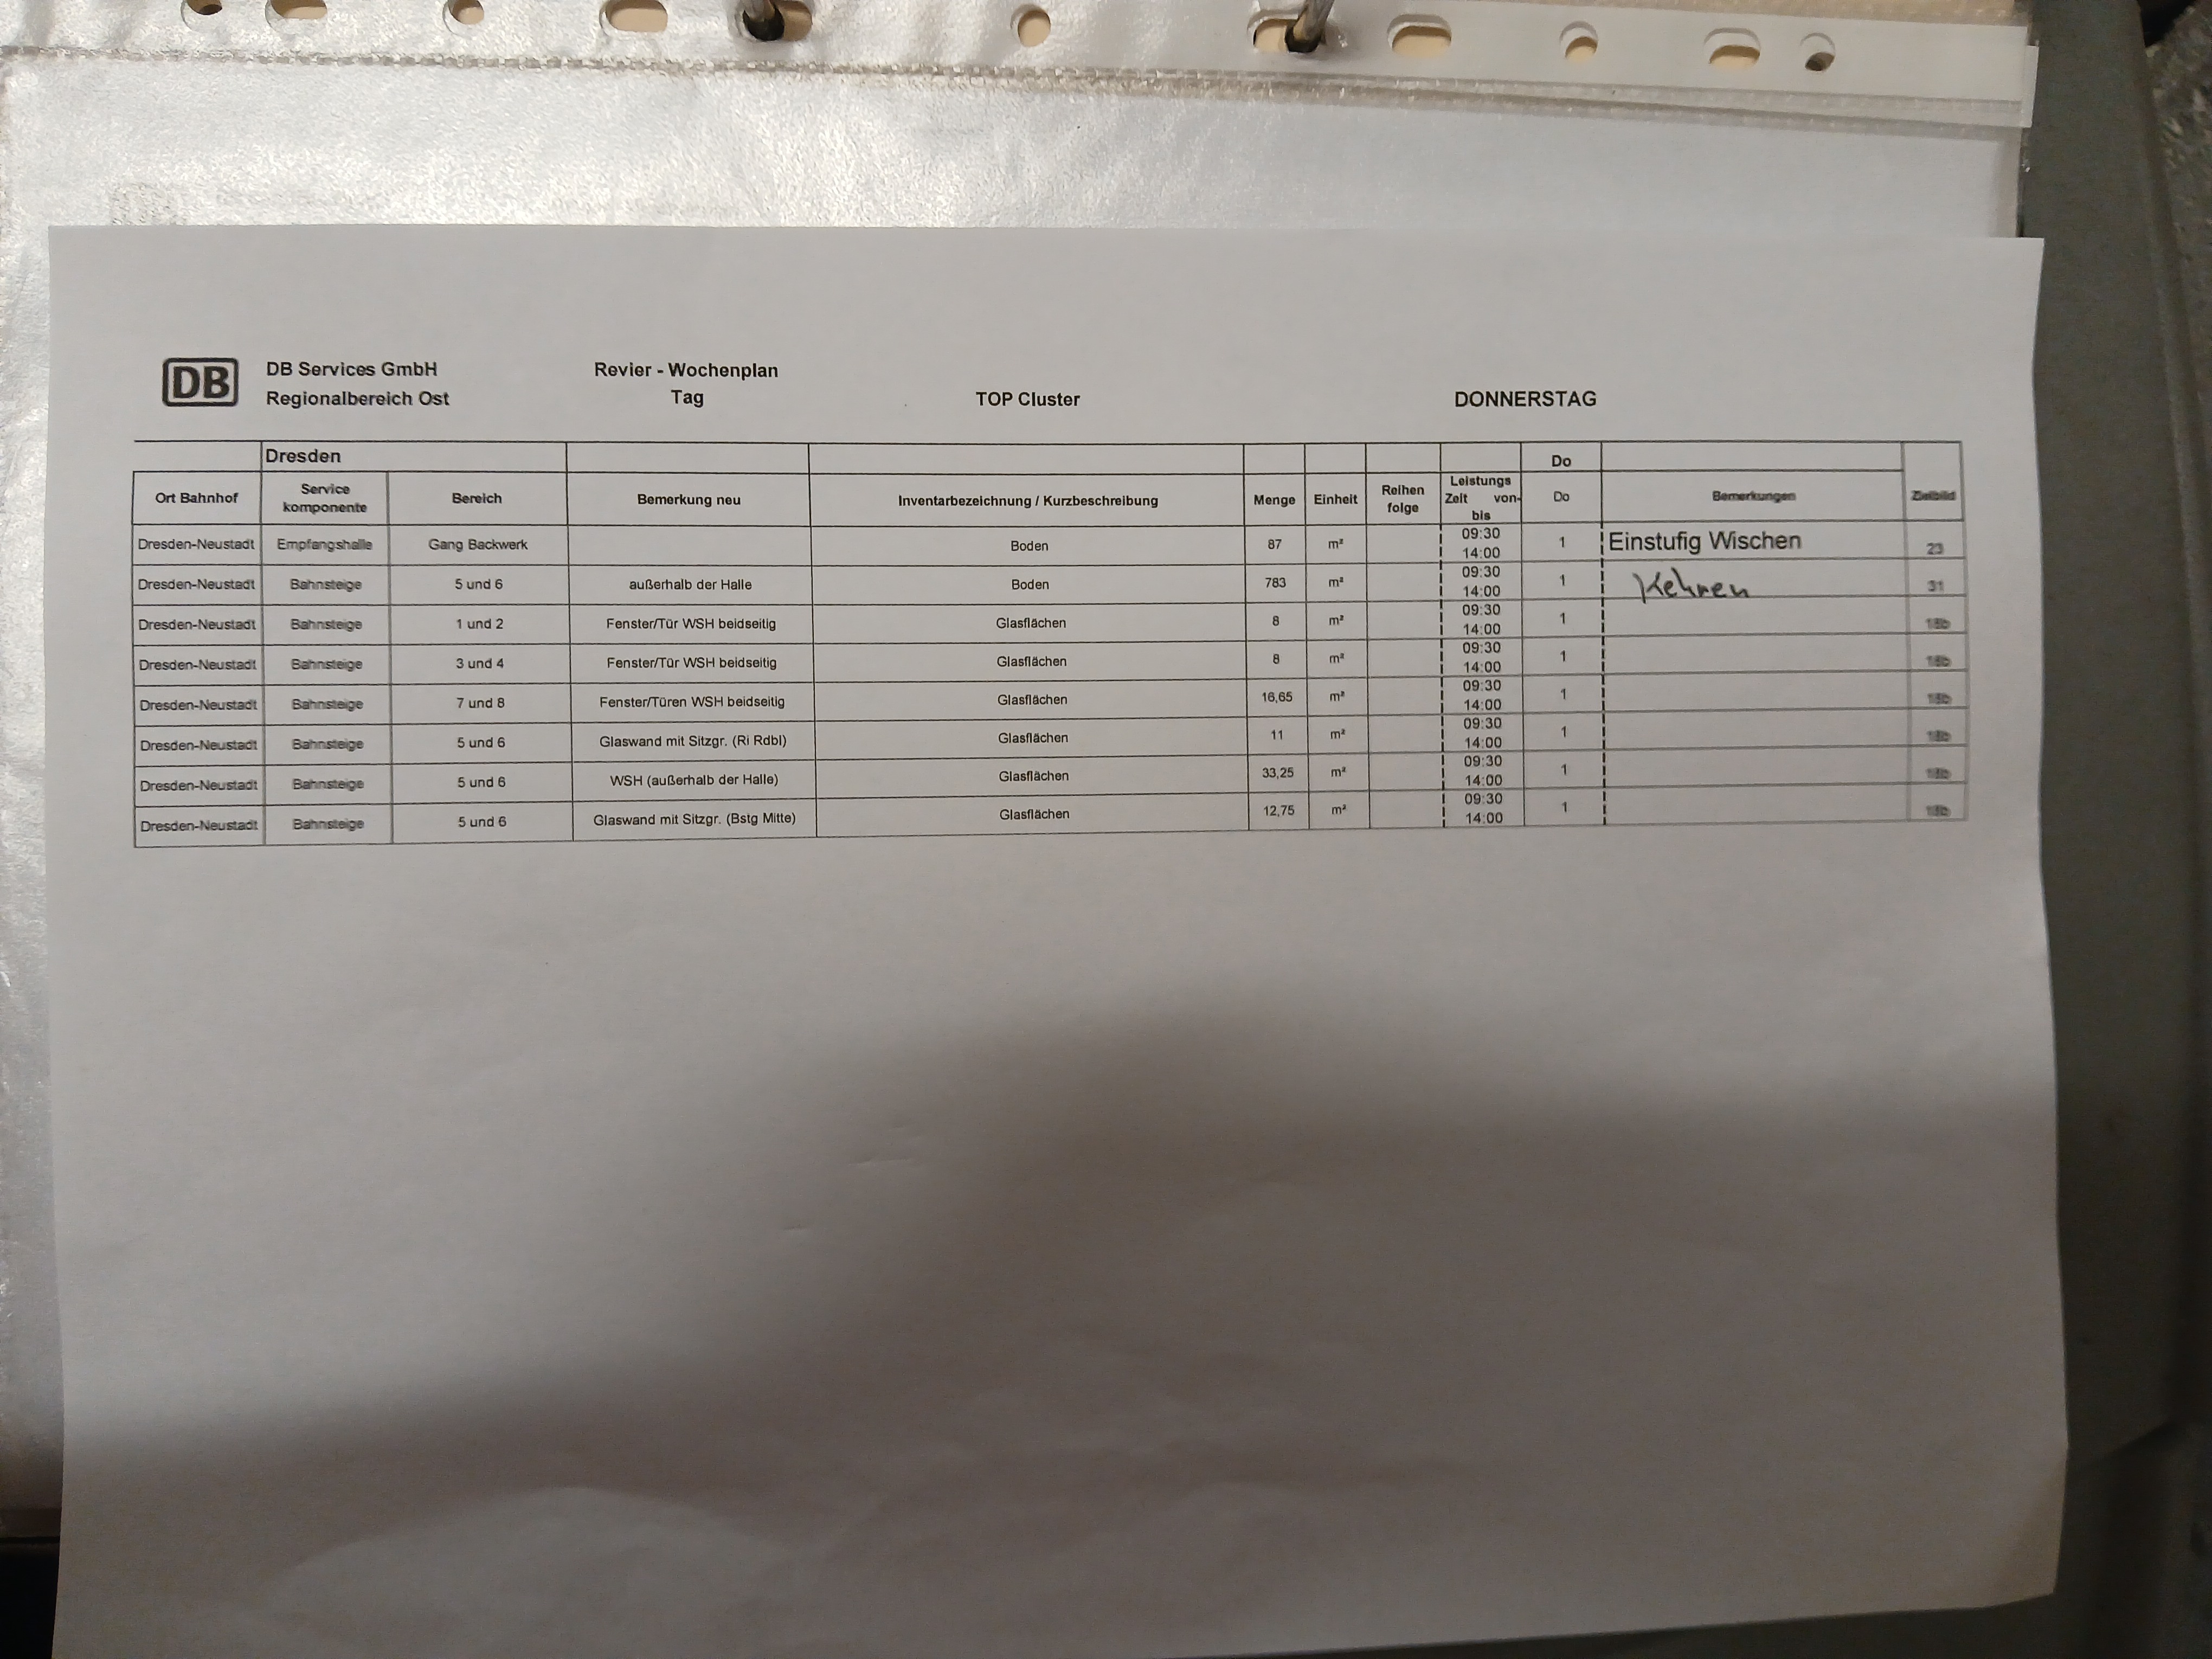 DB DB Services GmbH Revier - Wochenplan
Regionalbereich Ost Tag TOP Cluster DONNERSTAG
Dresden Do
Ort Bahnhof Service komponente Bereich Bemerkung neu Inventarbezeichnung / Kurzbeschreibung Menge Einheit Reihen folge Leistungs Zeit von- bis Do Bemerkungen Zielbild
Dresden-Neustadt Empfangshalle Gang Backwerk Boden 87 m² 09:30 14:00 1 Einstufig Wischen 23
Dresden-Neustadt Bahnsteige 5 und 6 außerhalb der Halle Boden 783 m² 09:30 14:00 1 Kehren 31
Dresden-Neustadt Bahnsteige 1 und 2 Fenster/Tür WSH beidseitig Glasflächen 8 m² 09:30 14:00 1 18b
Dresden-Neustadt Bahnsteige 3 und 4 Fenster/Tür WSH beidseitig Glasflächen 8 m² 09:30 14:00 1 18b
Dresden-Neustadt Bahnsteige 7 und 8 Fenster/Türen WSH beidseitig Glasflächen 16,65 m² 09:30 14:00 1 18b
Dresden-Neustadt Bahnsteige 5 und 6 Glaswand mit Sitzgr. (Ri Rdbl) Glasflächen 11 m² 09:30 14:00 1 18b
Dresden-Neustadt Bahnsteige 5 und 6 WSH (außerhalb der Halle) Glasflächen 33,25 m² 09:30 14:00 1 18b
Dresden-Neustadt Bahnsteige 5 und 6 Glaswand mit Sitzgr. (Bstg Mitte) Glasflächen 12,75 m² 09:30 14:00 1 18b